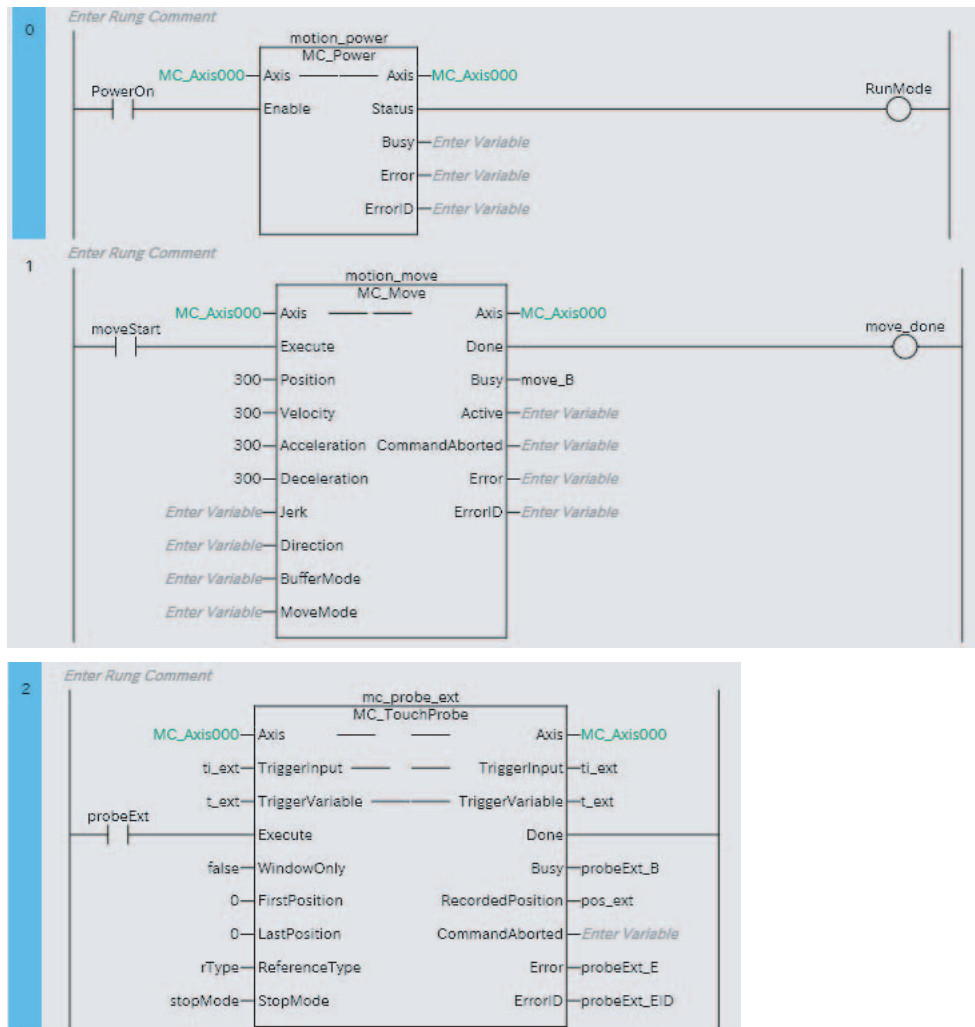 Enter Rung Comment
0
motion_power
MC_Power
MC_Axis000 Axis Axis MC_Axis000
PowerOn RunMode
Enable Status
Busy Enter Variable
Error Enter Variable
ErrorID Enter Variable
Enter Rung Comment
1
motion_move
MC_Move
MC_Axis000 Axis Axis MC_Axis000
moveStart move_done
Execute Done
300 Position Busy move_B
300 Velocity Active Enter Variable
300 Acceleration CommandAborted Enter Variable
300 Deceleration Error Enter Variable
Enter Variable Jerk ErrorID Enter Variable
Enter Variable Direction
Enter Variable BufferMode
Enter Variable MoveMode
Enter Rung Comment
2
mc_probe_ext
MC_TouchProbe
MC_Axis000 Axis Axis MC_Axis000
ti_ext TriggerInput TriggerInput ti_ext
t_ext TriggerVariable TriggerVariable t_ext
probeExt
Execute Done
false WindowOnly Busy probeExt_B
0 FirstPosition RecordedPosition pos_ext
0 LastPosition CommandAborted Enter Variable
rType ReferenceType Error probeExt_E
stopMode StopMode ErrorID probeExt_EID